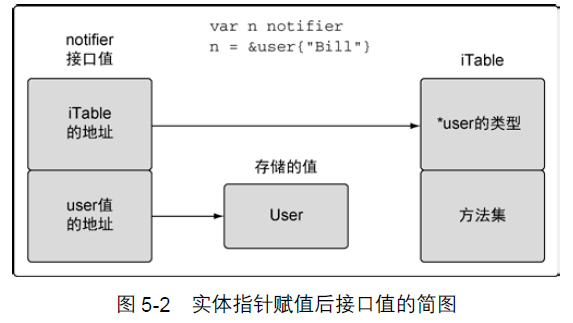 var n notifier
n = &user{"Bill"}
notifier
接口值
iTable
iTable
的地址
*user的类型
存储的值
user值
的地址
User
方法集
图 5-2 实体指针赋值后接口值的简图